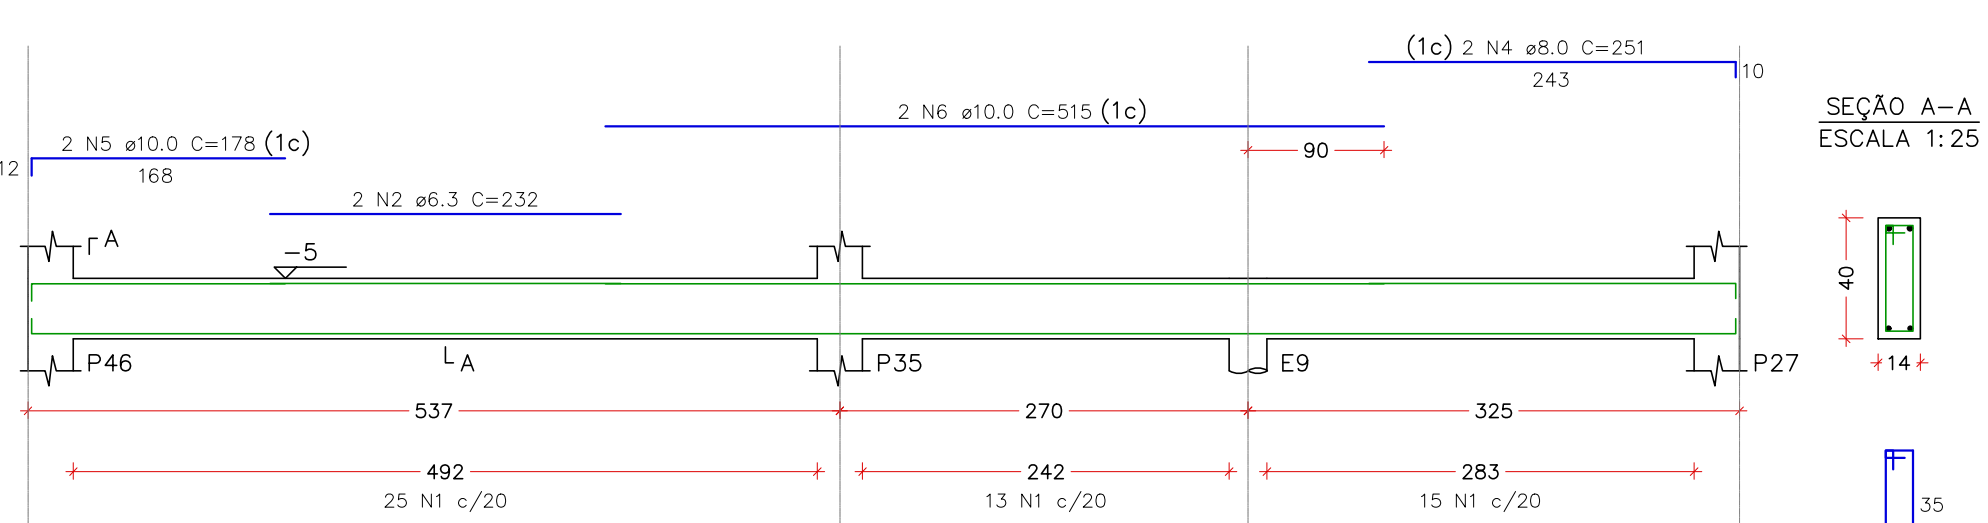 (1c) 2 N4 ø8.0 C=251
243
10
2 N6 ø10.0 C=515 (1c)
90
2 N5 ø10.0 C=178 (1c)
168
12
2 N2 ø6.3 C=232
SEÇÃO A-A
ESCALA 1:25
A
-5
40
14
P46
A
P35
E9
P27
537
270
325
492
242
283
25 N1 c/20
13 N1 c/20
15 N1 c/20
35